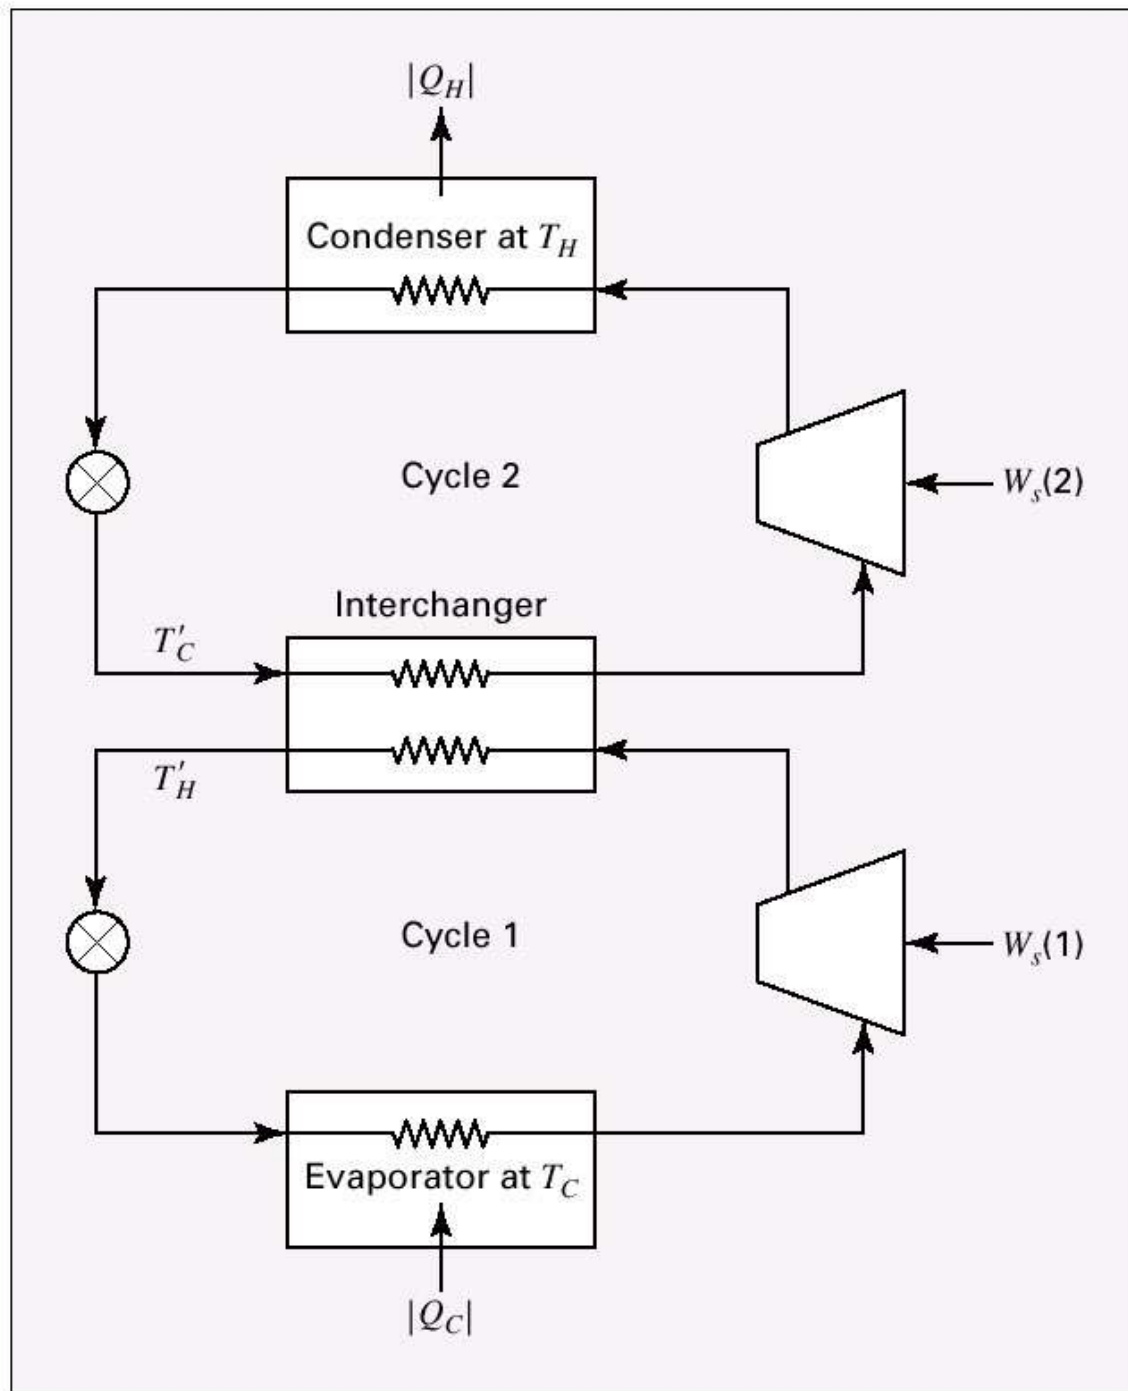 |Q_H|
Condenser at T_H
Cycle 2
W_s(2)
Interchanger
T′_C
T′_H
Cycle 1
W_s(1)
Evaporator at T_C
|Q_C|